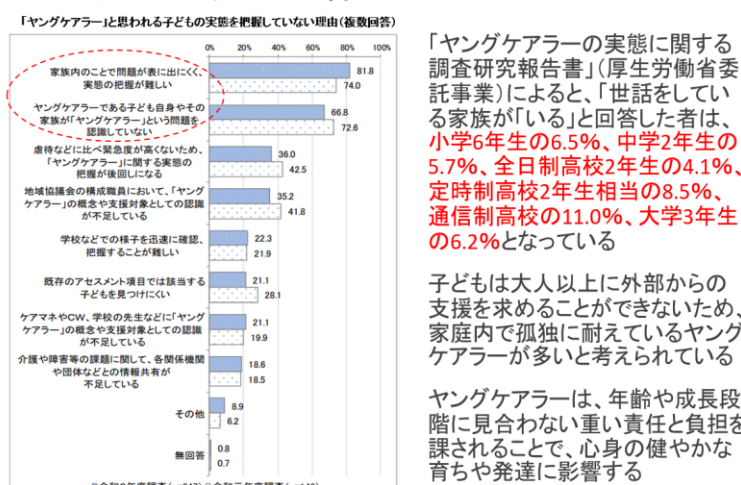 「ヤングケアラー」と思われる子どもの実態を把握していない理由(複数回答)
0% 20% 40% 60% 80% 100%
家族内のことで問題が表に出にくく、
実態の把握が難しい
81.8
74.0
ヤングケアラーである子ども自身やその
家族が「ヤングケアラー」という問題を
認識していない
66.8
72.6
虐待などに比べ緊急度が高くないため、
「ヤングケアラー」に関する実態の
把握が後回しになる
36.0
42.5
地域協議会の構成職員において、「ヤング
ケアラー」の概念や支援対象としての認識
が不足している
35.2
41.8
学校などでの様子を迅速に確認、
把握することが難しい
22.3
21.9
既存のアセスメント項目では該当する
子どもを見つけにくい
21.1
28.1
ケアマネやCW、学校の先生などに「ヤング
ケアラー」の概念や支援対象としての認識
が不足している
21.1
19.9
介護や障害等の課題に関して、各関係機関
や団体などとの情報共有が
不足している
18.6
18.5
その他
8.9
6.2
無回答
0.8
0.7
「ヤングケアラーの実態に関する
調査研究報告書」(厚生労働省委
託事業)によると、「世話をしてい
る家族が「いる」と回答した者は、
小学6年生の6.5%、中学2年生の
5.7%、全日制高校2年生の4.1%、
定時制高校2年生相当の8.5%、
通信制高校の11.0%、大学3年生
の6.2%となっている
子どもは大人以上に外部からの
支援を求めることができないため、
家庭内で孤独に耐えているヤング
ケアラーが多いと考えられている
ヤングケアラーは、年齢や成長段
階に見合わない重い責任と負担を
課されることで、心身の健やかな
育ちや発達に影響する